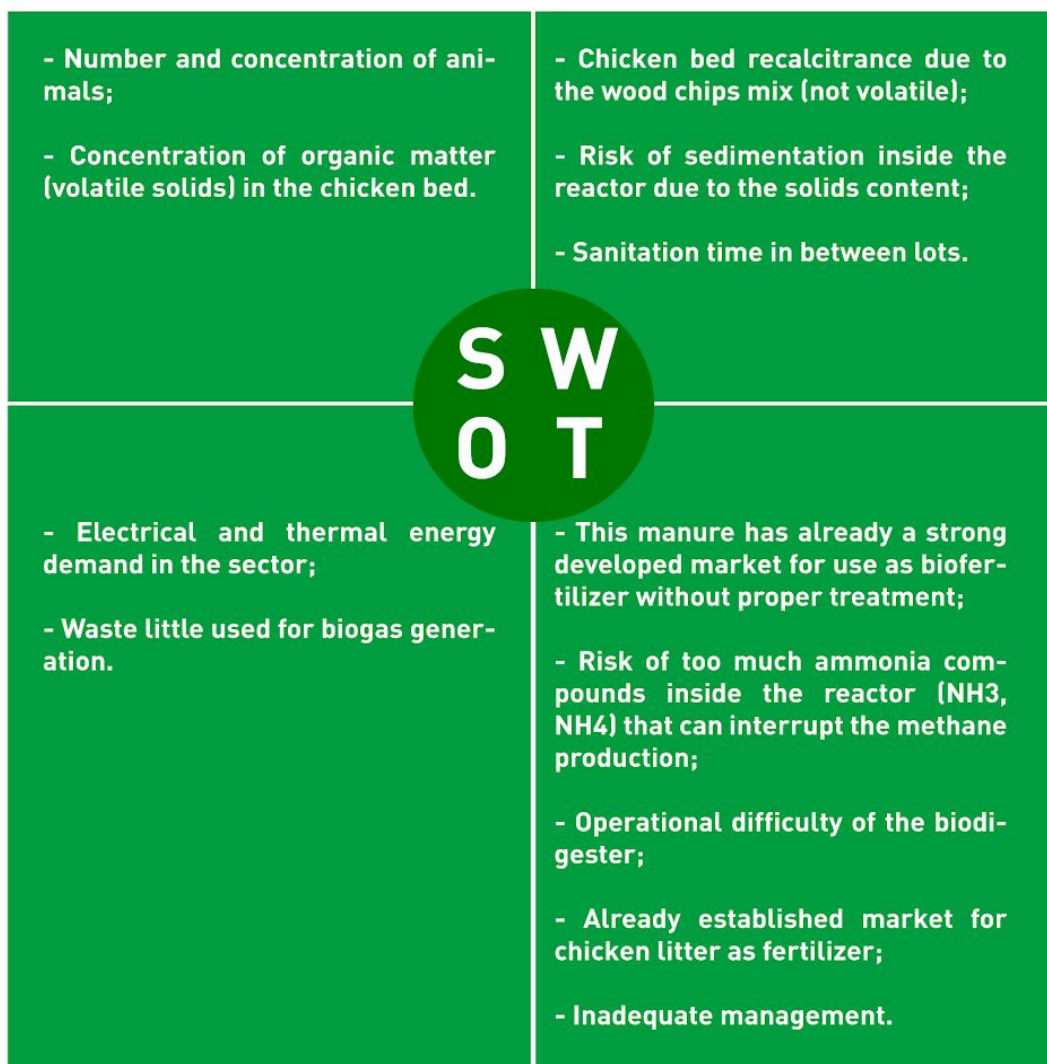 - Number and concentration of ani-
mals;
- Concentration of organic matter
(volatile solids) in the chicken bed.
- Chicken bed recalcitrance due to
the wood chips mix (not volatile);
- Risk of sedimentation inside the
reactor due to the solids content;
- Sanitation time in between lots.
S W
O T
- Electrical and thermal energy
demand in the sector;
- Waste little used for biogas gener-
ation.
- This manure has already a strong
developed market for use as biofer-
tilizer without proper treatment;
- Risk of too much ammonia com-
pounds inside the reactor (NH3,
NH4) that can interrupt the methane
production;
- Operational difficulty of the biodi-
gester;
- Already established market for
chicken litter as fertilizer;
- Inadequate management.